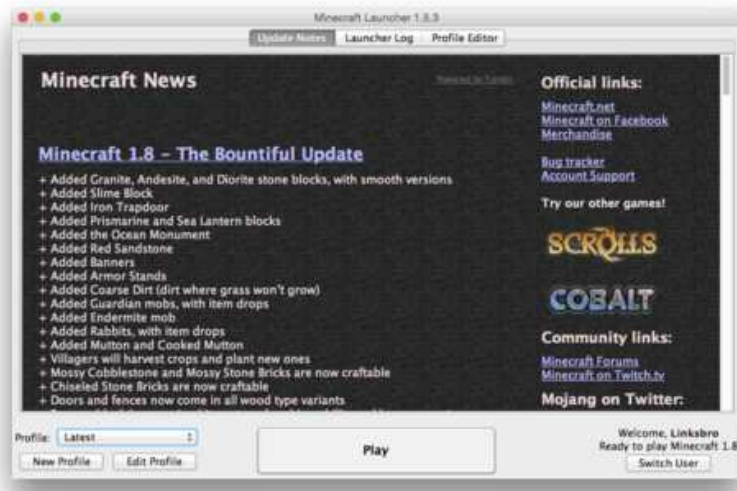 Minecraft Launcher 1.8.3
Update Notes
Launcher Log
Profile Editor
Minecraft News
Powered by Tumblr
Minecraft 1.8 – The Bountiful Update
+ Added Granite, Andesite, and Diorite stone blocks, with smooth versions
+ Added Slime Block
+ Added Iron Trapdoor
+ Added Prismarine and Sea Lantern blocks
+ Added the Ocean Monument
+ Added Red Sandstone
+ Added Banners
+ Added Armor Stands
+ Added Coarse Dirt (dirt where grass won't grow)
+ Added Guardian mobs, with item drops
+ Added Endermite mob
+ Added Rabbits, with item drops
+ Added Mutton and Cooked Mutton
+ Villagers will harvest crops and plant new ones
+ Mossy Cobblestone and Mossy Stone Bricks are now craftable
+ Chiseled Stone Bricks are now craftable
+ Doors and fences now come in all wood type variants
Official links:
Minecraft.net
Minecraft on Facebook
Merchandise
Bug tracker
Account Support
Try our other games!
SCROLLS
COBALT
Community links:
Minecraft Forums
Minecraft on Twitch.tv
Mojang on Twitter:
Profile:
Latest
New Profile
Edit Profile
Play
Welcome, Linksbro
Ready to play Minecraft 1.8
Switch User